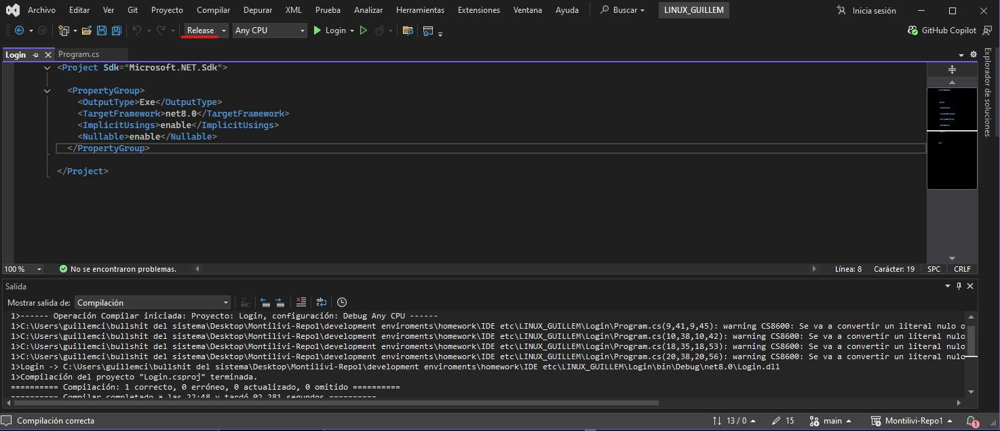 Archivo Editar Ver Git Proyecto Compilar Depurar XML Prueba Analizar Herramientas Extensiones Ventana Ayuda Buscar LINUX_GUILLEM Inicia sesión
Release Any CPU Login GitHub Copilot
Login Program.cs
Explorador de soluciones
<Project Sdk="Microsoft.NET.Sdk">
<PropertyGroup>
<OutputType>Exe</OutputType>
<TargetFramework>net8.0</TargetFramework>
<ImplicitUsings>enable</ImplicitUsings>
<Nullable>enable</Nullable>
</PropertyGroup>
</Project>
100 % No se encontraron problemas. Línea: 8 Carácter: 19 SPC CRLF
Salida
Mostrar salida de: Compilación
1>------ Operación Compilar iniciada: Proyecto: Login, configuración: Debug Any CPU ------
1>C:\Users\guillemci\bullshit del sistema\Desktop\Montilivi-Repo1\development enviroments\homework\IDE etc\LINUX_GUILLEM\Login\Program.cs(9,41,9,45): warning CS8600: Se va a convertir un literal nulo o
1>C:\Users\guillemci\bullshit del sistema\Desktop\Montilivi-Repo1\development enviroments\homework\IDE etc\LINUX_GUILLEM\Login\Program.cs(10,38,10,42): warning CS8600: Se va a convertir un literal nulo
1>C:\Users\guillemci\bullshit del sistema\Desktop\Montilivi-Repo1\development enviroments\homework\IDE etc\LINUX_GUILLEM\Login\Program.cs(18,35,18,53): warning CS8600: Se va a convertir un literal nulo
1>C:\Users\guillemci\bullshit del sistema\Desktop\Montilivi-Repo1\development enviroments\homework\IDE etc\LINUX_GUILLEM\Login\Program.cs(20,38,20,56): warning CS8600: Se va a convertir un literal nulo
1>Login -> C:\Users\guillemci\bullshit del sistema\Desktop\Montilivi-Repo1\development enviroments\homework\IDE etc\LINUX_GUILLEM\Login\bin\Debug\net8.0\Login.dll
1>Compilación del proyecto "Login.csproj" terminada.
========== Compilación: 1 correcto, 0 erróneo, 0 actualizado, 0 omitido ==========
========== Compilar completado a las 22:48 y tardó 02,281 segundos ==========
Compilación correcta 13 / 0 15 main Montilivi-Repo1 1